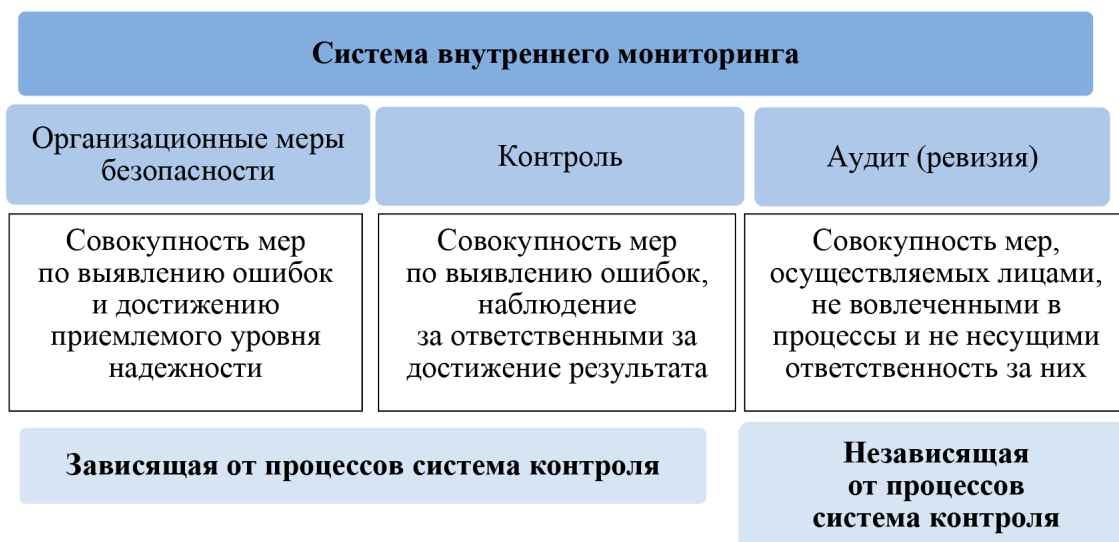 Система внутреннего мониторинга
Организационные меры
безопасности
Контроль
Аудит (ревизия)
Совокупность мер
по выявлению ошибок
и достижению
приемлемого уровня
надежности
Совокупность мер
по выявлению ошибок,
наблюдение
за ответственными за
достижение результата
Совокупность мер,
осуществляемых лицами,
не вовлеченными в
процессы и не несущими
ответственность за них
Зависящая от процессов система контроля
Независящая
от процессов
система контроля